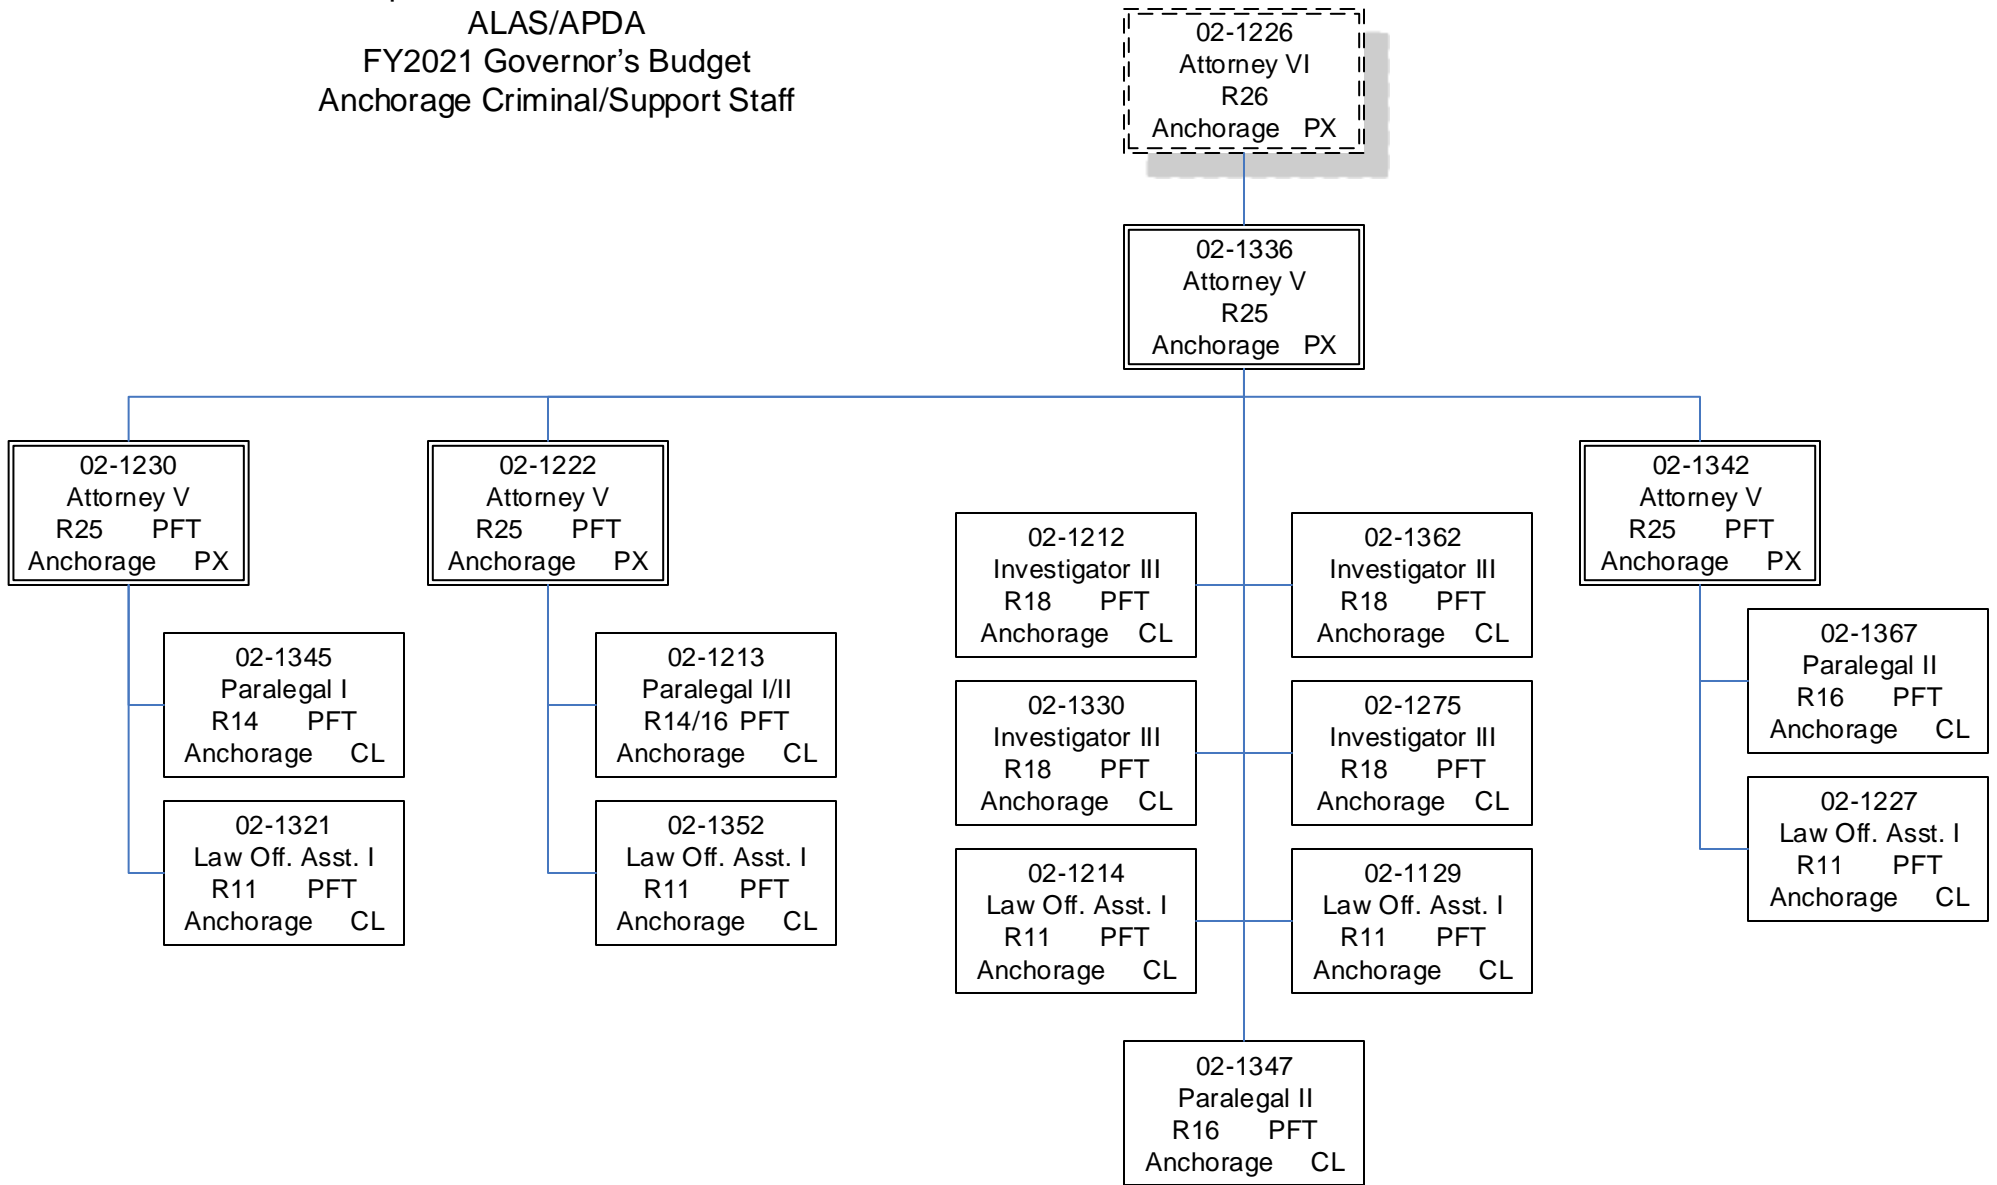 ALAS/APDA
FY2021 Governor’s Budget
Anchorage Criminal/Support Staff
02-1226
Attorney VI
R26
Anchorage PX
02-1336
Attorney V
R25
Anchorage PX
02-1230
Attorney V
R25 PFT
Anchorage PX
02-1222
Attorney V
R25 PFT
Anchorage PX
02-1342
Attorney V
R25 PFT
Anchorage PX
02-1212
Investigator III
R18 PFT
Anchorage CL
02-1362
Investigator III
R18 PFT
Anchorage CL
02-1345
Paralegal I
R14 PFT
Anchorage CL
02-1213
Paralegal I/II
R14/16 PFT
Anchorage CL
02-1330
Investigator III
R18 PFT
Anchorage CL
02-1275
Investigator III
R18 PFT
Anchorage CL
02-1367
Paralegal II
R16 PFT
Anchorage CL
02-1321
Law Off. Asst. I
R11 PFT
Anchorage CL
02-1352
Law Off. Asst. I
R11 PFT
Anchorage CL
02-1214
Law Off. Asst. I
R11 PFT
Anchorage CL
02-1129
Law Off. Asst. I
R11 PFT
Anchorage CL
02-1227
Law Off. Asst. I
R11 PFT
Anchorage CL
02-1347
Paralegal II
R16 PFT
Anchorage CL